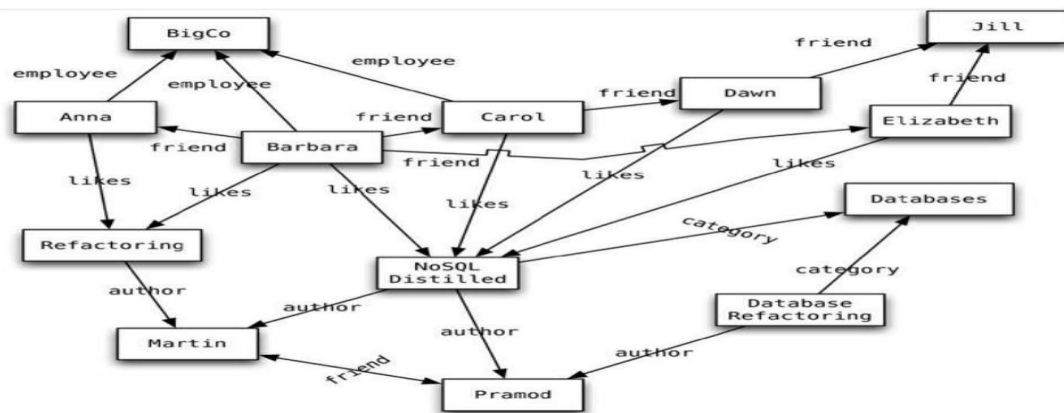 BigCo
Jill
friend
employee
employee
employee
friend
Dawn
friend
Anna
Carol
friend
Elizabeth
friend
Barbara
friend
likes
likes
likes
likes
likes
likes
Databases
category
Refactoring
NoSQL
Distilled
category
author
author
Database
Refactoring
author
Martin
author
friend
Pramod